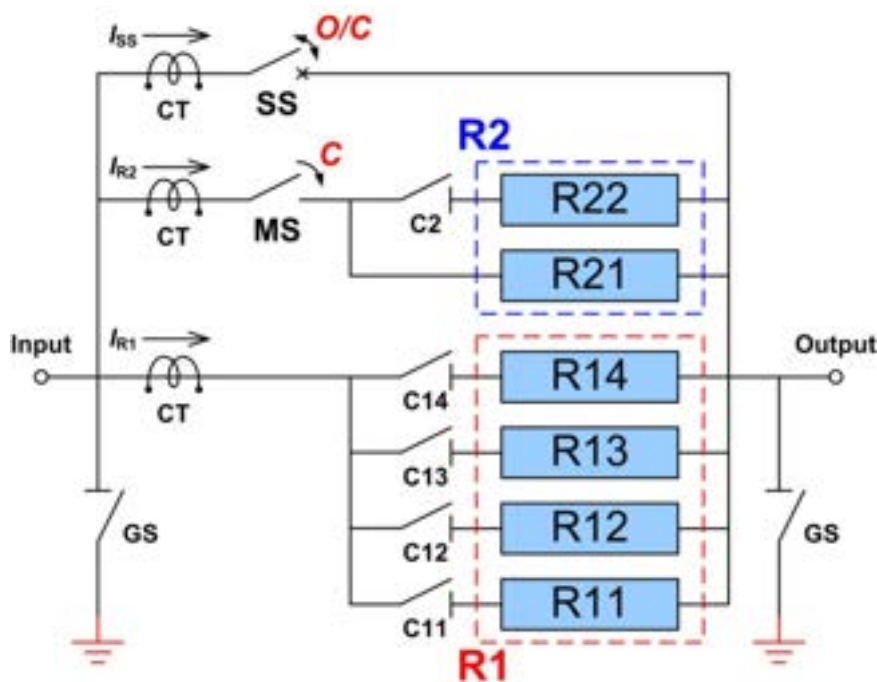 I_SS
O/C
CT
SS
R2
I_R2
C
CT
MS
C2
R22
R21
Input
I_R1
Output
CT
C14
R14
C13
R13
GS
C12
R12
GS
C11
R11
R1